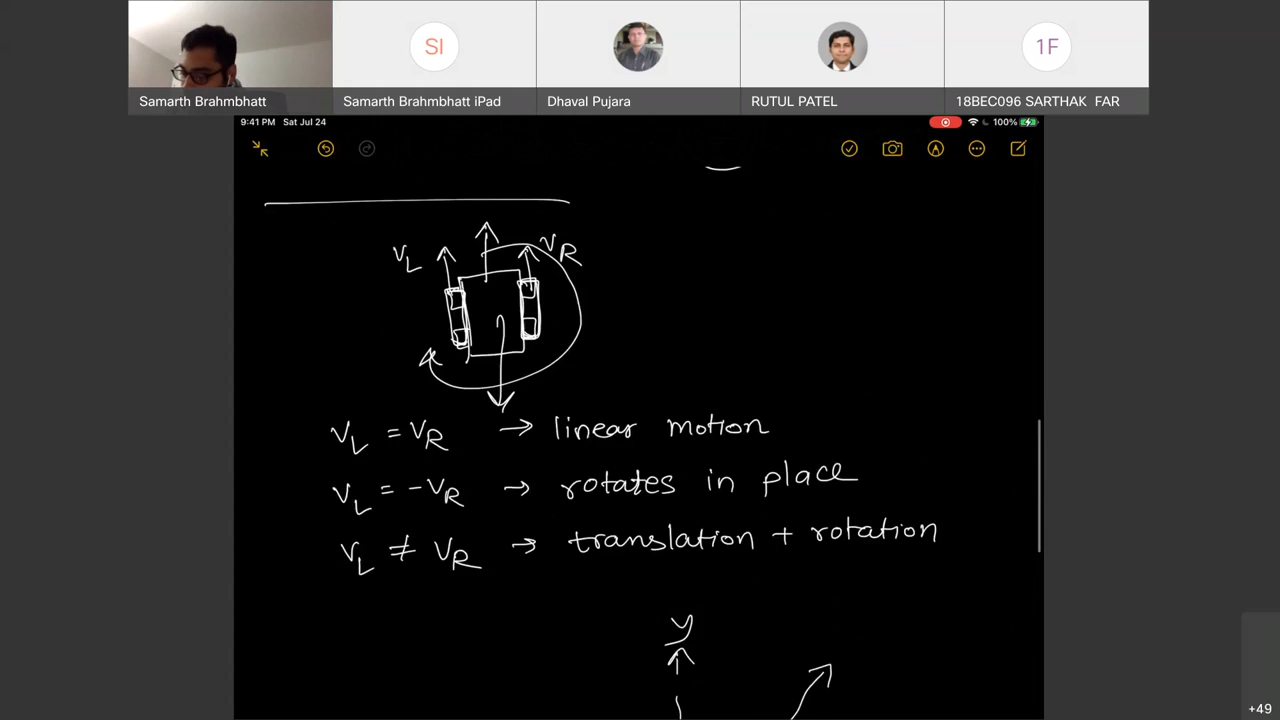 SI
1F
Samarth Brahmbhatt
Samarth Brahmbhatt iPad
Dhaval Pujara
RUTUL PATEL
18BEC096 SARTHAK FAR
9:41 PM Sat Jul 24
100%
VL
VR
VL = VR → linear motion
VL = -VR → rotates in place
VL ≠ VR → translation + rotation
y
+49